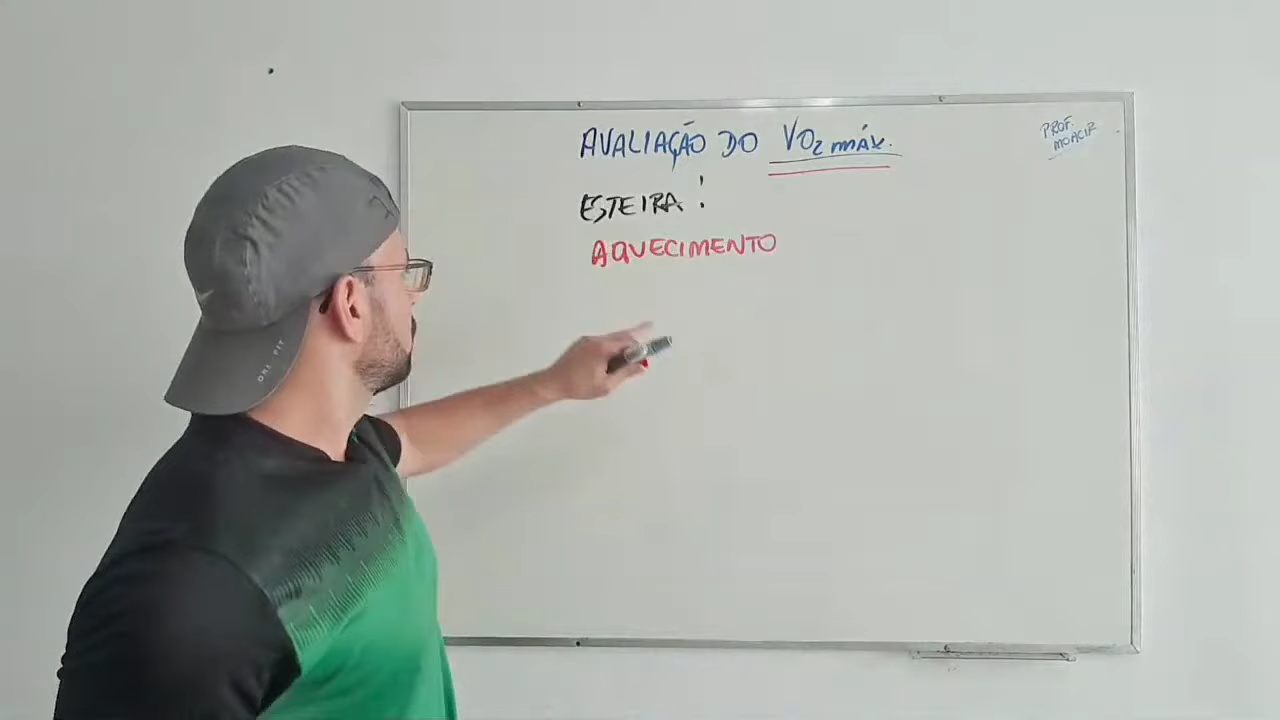 AVALIAÇÃO DO VO2 MÁX.
PROF.
MOACIR
ESTEIRA!
AQUECIMENTO